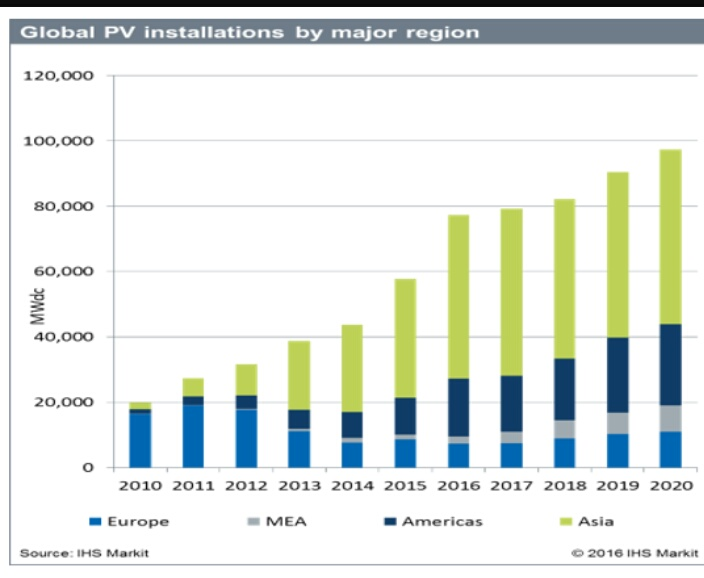 Global PV installations by major region
120,000
100,000
80,000
60,000
40,000
20,000
0
MWdc
2010 2011 2012 2013 2014 2015 2016 2017 2018 2019 2020
Europe MEA Americas Asia
Source: IHS Markit © 2016 IHS Markit